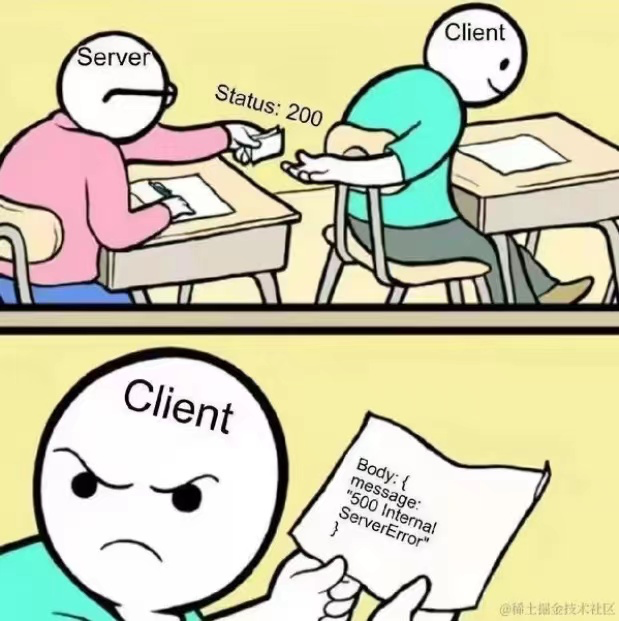 Server
Client
Status: 200
Client
Body: {
message:
"500 Internal
ServerError"
}
@稀土掘金技术社区